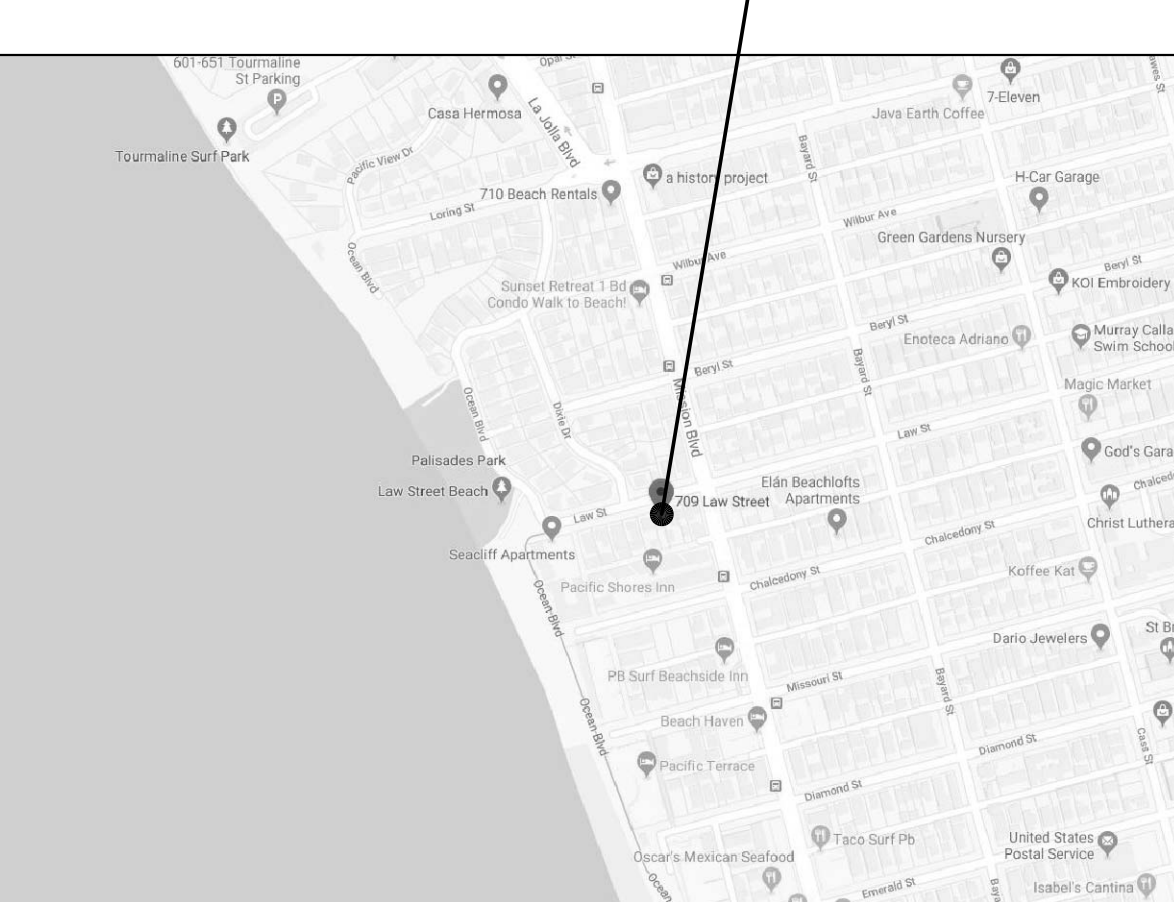 601-651 Tourmaline
St Parking
Opal St
Casa Hermosa
La Jolla Blvd
7-Eleven
Java Earth Coffee
Tourmaline Surf Park
Pacific View Dr
Bayard St
a history project
H-Car Garage
710 Beach Rentals
Loring St
Wilbur Ave
Green Gardens Nursery
Ocean Blvd
Wilbur Ave
Beryl St
Sunset Retreat 1 Bd
Condo Walk to Beach!
KOI Embroidery
Beryl St
Enoteca Adriano
Murray Calla
Swim School
Bayard St
Beryl St
Mission Blvd
Magic Market
Ocean Blvd
Dixie Dr
Law St
God's Gara
Palisades Park
Law Street Beach
Elán Beachlofts
Apartments
709 Law Street
Chalced
Law St
Christ Luthera
Chalcedony St
Seacliff Apartments
Pacific Shores Inn
Chalcedony St
Koffee Kat
Ocean Blvd
Dario Jewelers
St Br
PB Surf Beachside Inn
Missouri St
Bayard St
Beach Haven
Ocean Blvd
Diamond St
Cass St
Pacific Terrace
Diamond St
Taco Surf Pb
United States
Postal Service
Oscar's Mexican Seafood
Ocean
Emerald St
Baya
Isabel's Cantina